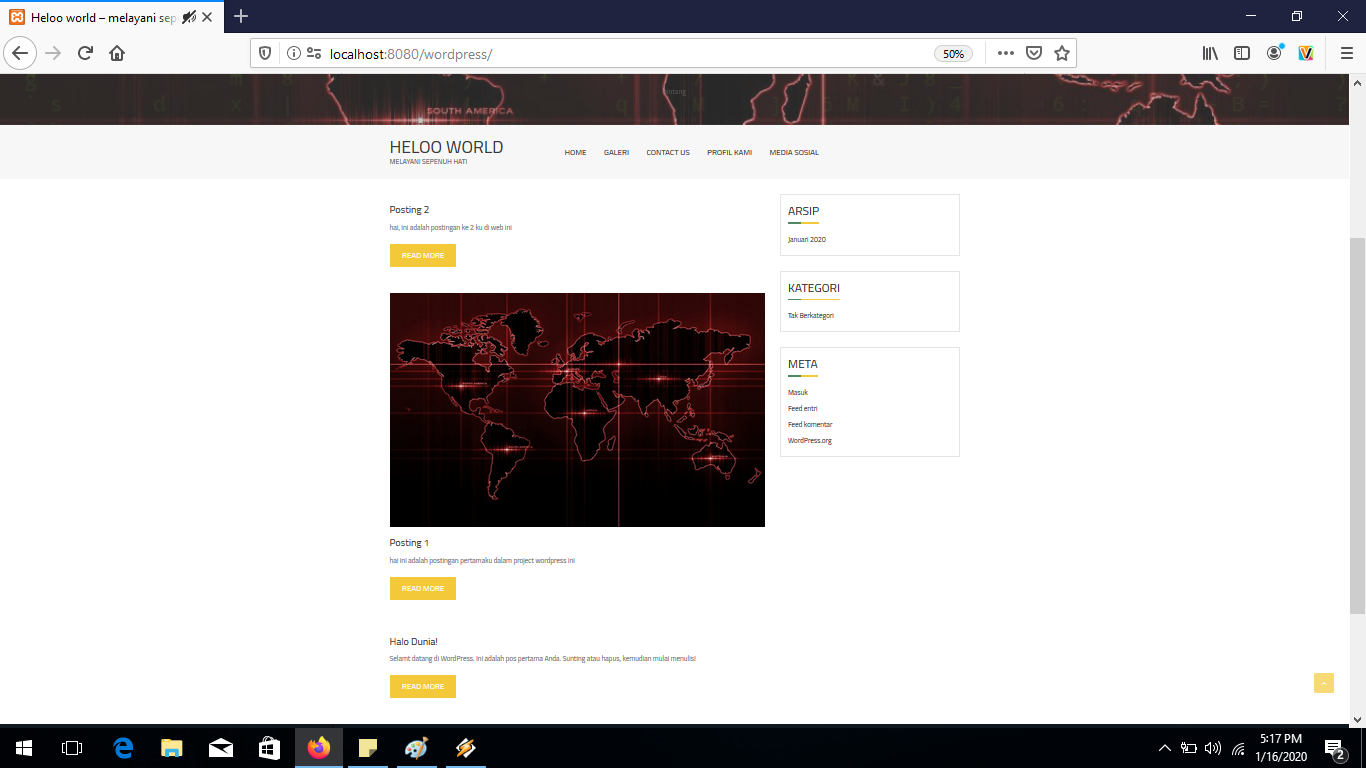 Heloo world – melayani sep
localhost:8080/wordpress/
50%
SOUTH AMERICA
HELOO WORLD
MELAYANI SEPENUH HATI
HOME
GALERI
CONTACT US
PROFIL KAMI
MEDIA SOSIAL
Posting 2
hai, ini adalah postingan ke 2 ku di web ini
READ MORE
Posting 1
hai ini adalah postingan pertamaku dalam project wordpress ini
READ MORE
Halo Dunia!
Selamt datang di WordPress. Ini adalah pos pertama Anda. Sunting atau hapus, kemudian mulai menulis!
READ MORE
ARSIP
Januari 2020
KATEGORI
Tak Berkategori
META
Masuk
Feed entri
Feed komentar
WordPress.org
5:17 PM
1/16/2020
2